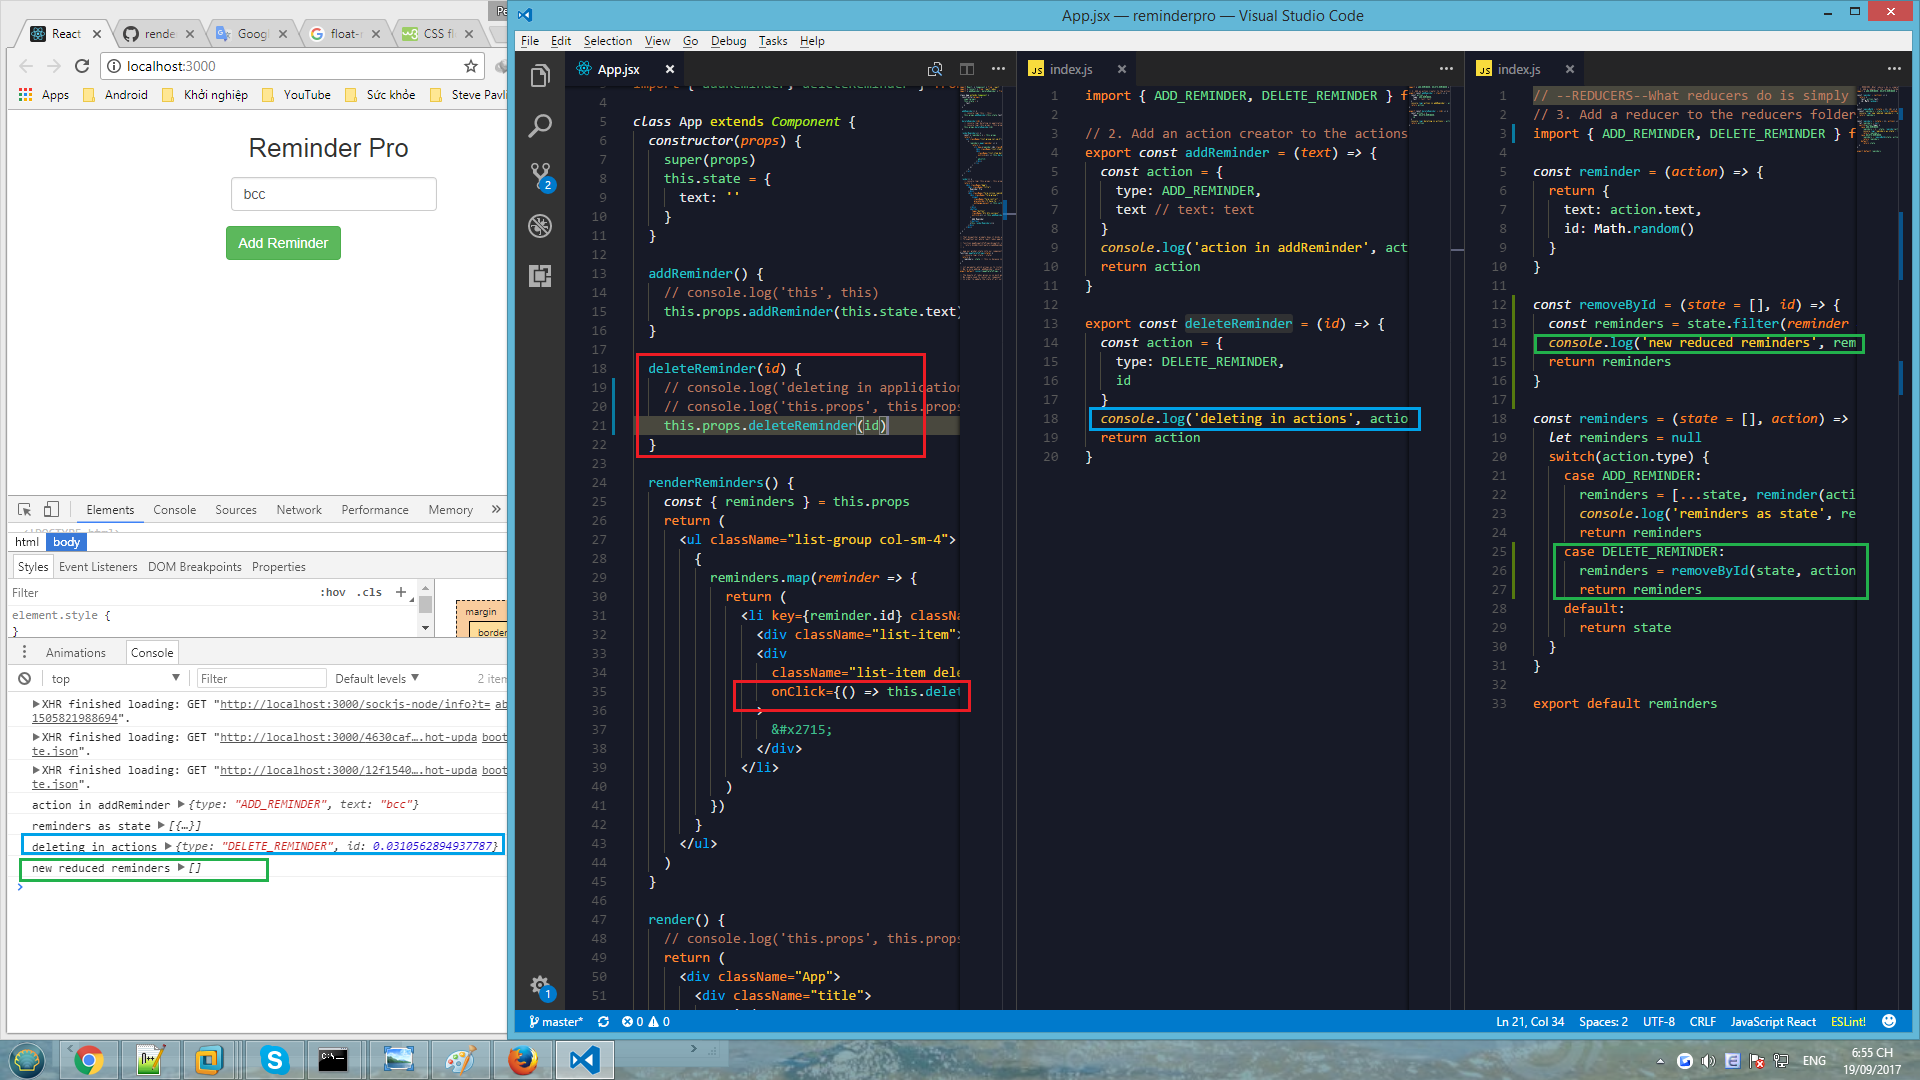 React
rende
Googl
float-
CSS fl
localhost:3000
Apps
Android
Khởi nghiệp
YouTube
Sức khỏe
Steve Pavli
Reminder Pro
bcc
Add Reminder
Elements
Console
Sources
Network
Performance
Memory
»
html
body
Styles
Event Listeners
DOM Breakpoints
Properties
Filter
:hov
.cls
+
element.style {
}
margin
border
Animations
Console
top
Filter
Default levels
2 item
XHR finished loading: GET "http://localhost:3000/sockjs-node/info?t= ab
1505821988694".
XHR finished loading: GET "http://localhost:3000/4630caf….hot-upda boot
te.json".
XHR finished loading: GET "http://localhost:3000/12f1540….hot-upda boot
te.json".
action in addReminder {type: "ADD_REMINDER", text: "bcc"}
reminders as state [{…}]
deleting in actions {type: "DELETE_REMINDER", id: 0.0310562894937787}
new reduced reminders []
>
App.jsx — reminderpro — Visual Studio Code
File Edit Selection View Go Debug Tasks Help
2
1
App.jsx
4
5 class App extends Component {
6 constructor(props) {
7 super(props)
8 this.state = {
9 text: ''
10 }
11 }
12
13 addReminder() {
14 // console.log('this', this)
15 this.props.addReminder(this.state.text)
16 }
17
18 deleteReminder(id) {
19 // console.log('deleting in application
20 // console.log('this.props', this.props
21 this.props.deleteReminder(id)
22 }
23
24 renderReminders() {
25 const { reminders } = this.props
26 return (
27 <ul className="list-group col-sm-4">
28 {
29 reminders.map(reminder => {
30 return (
31 <li key={reminder.id} classNa
32 <div className="list-item">
33 <div
34 className="list-item dele
35 onClick={() => this.delet
36 >
37 &#x2715;
38 </div>
39 </li>
40 )
41 })
42 }
43 </ul>
44 )
45 }
46
47 render() {
48 // console.log('this.props', this.props
49 return (
50 <div className="App">
51 <div className="title">
index.js
1 import { ADD_REMINDER, DELETE_REMINDER } f
2
3 // 2. Add an action creator to the actions
4 export const addReminder = (text) => {
5 const action = {
6 type: ADD_REMINDER,
7 text // text: text
8 }
9 console.log('action in addReminder', act
10 return action
11 }
12
13 export const deleteReminder = (id) => {
14 const action = {
15 type: DELETE_REMINDER,
16 id
17 }
18 console.log('deleting in actions', actio
19 return action
20 }
index.js
1 // --REDUCERS--What reducers do is simply
2 // 3. Add a reducer to the reducers folder
3 import { ADD_REMINDER, DELETE_REMINDER } f
4
5 const reminder = (action) => {
6 return {
7 text: action.text,
8 id: Math.random()
9 }
10 }
11
12 const removeById = (state = [], id) => {
13 const reminders = state.filter(reminder
14 console.log('new reduced reminders', rem
15 return reminders
16 }
17
18 const reminders = (state = [], action) =>
19 let reminders = null
20 switch(action.type) {
21 case ADD_REMINDER:
22 reminders = [...state, reminder(acti
23 console.log('reminders as state', re
24 return reminders
25 case DELETE_REMINDER:
26 reminders = removeById(state, action
27 return reminders
28 default:
29 return state
30 }
31 }
32
33 export default reminders
master*
0
0
Ln 21, Col 34
Spaces: 2
UTF-8
CRLF
JavaScript React
ESLint!
ENG
6:55 CH
19/09/2017